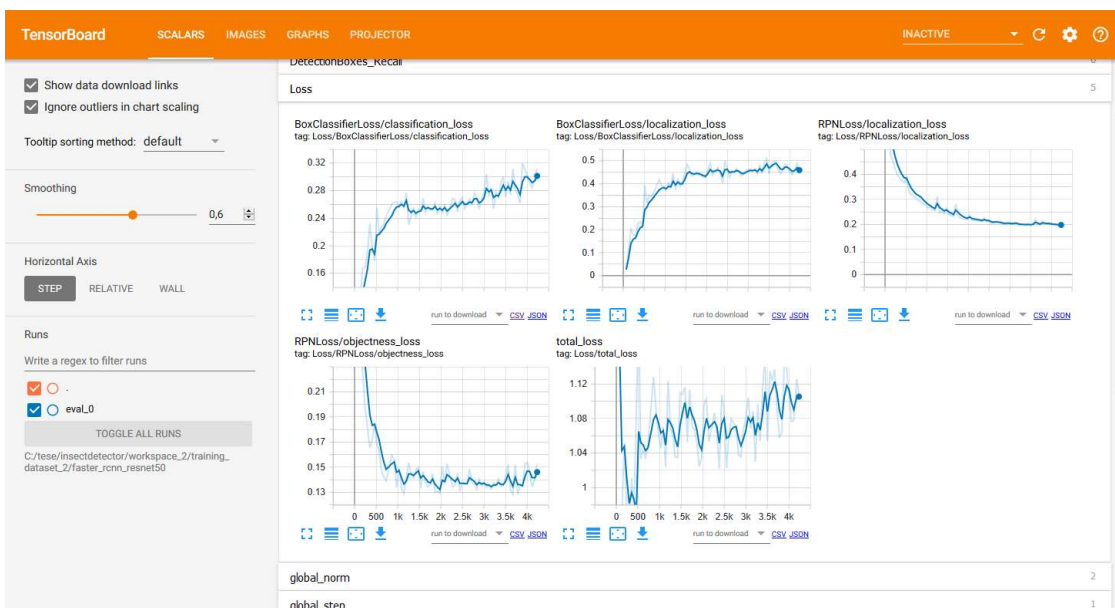 TensorBoard SCALARS IMAGES GRAPHS PROJECTOR INACTIVE
DetectionBoxes_Recall 6
Show data download links
Ignore outliers in chart scaling
Tooltip sorting method: default
Smoothing
0,6
Horizontal Axis
STEP RELATIVE WALL
Runs
Write a regex to filter runs
.
eval_0
TOGGLE ALL RUNS
C:/tese/insectdetector/workspace_2/training_
dataset_2/faster_rcnn_resnet50
Loss 5
BoxClassifierLoss/classification_loss
tag: Loss/BoxClassifierLoss/classification_loss
0.32
0.28
0.24
0.2
0.16
run to download CSV JSON
BoxClassifierLoss/localization_loss
tag: Loss/BoxClassifierLoss/localization_loss
0.5
0.4
0.3
0.2
0.1
0
run to download CSV JSON
RPNLoss/localization_loss
tag: Loss/RPNLoss/localization_loss
0.4
0.3
0.2
0.1
0
run to download CSV JSON
RPNLoss/objectness_loss
tag: Loss/RPNLoss/objectness_loss
0.21
0.19
0.17
0.15
0.13
0 500 1k 1.5k 2k 2.5k 3k 3.5k 4k
run to download CSV JSON
total_loss
tag: Loss/total_loss
1.12
1.08
1.04
1
0 500 1k 1.5k 2k 2.5k 3k 3.5k 4k
run to download CSV JSON
global_norm 2
global_step 1